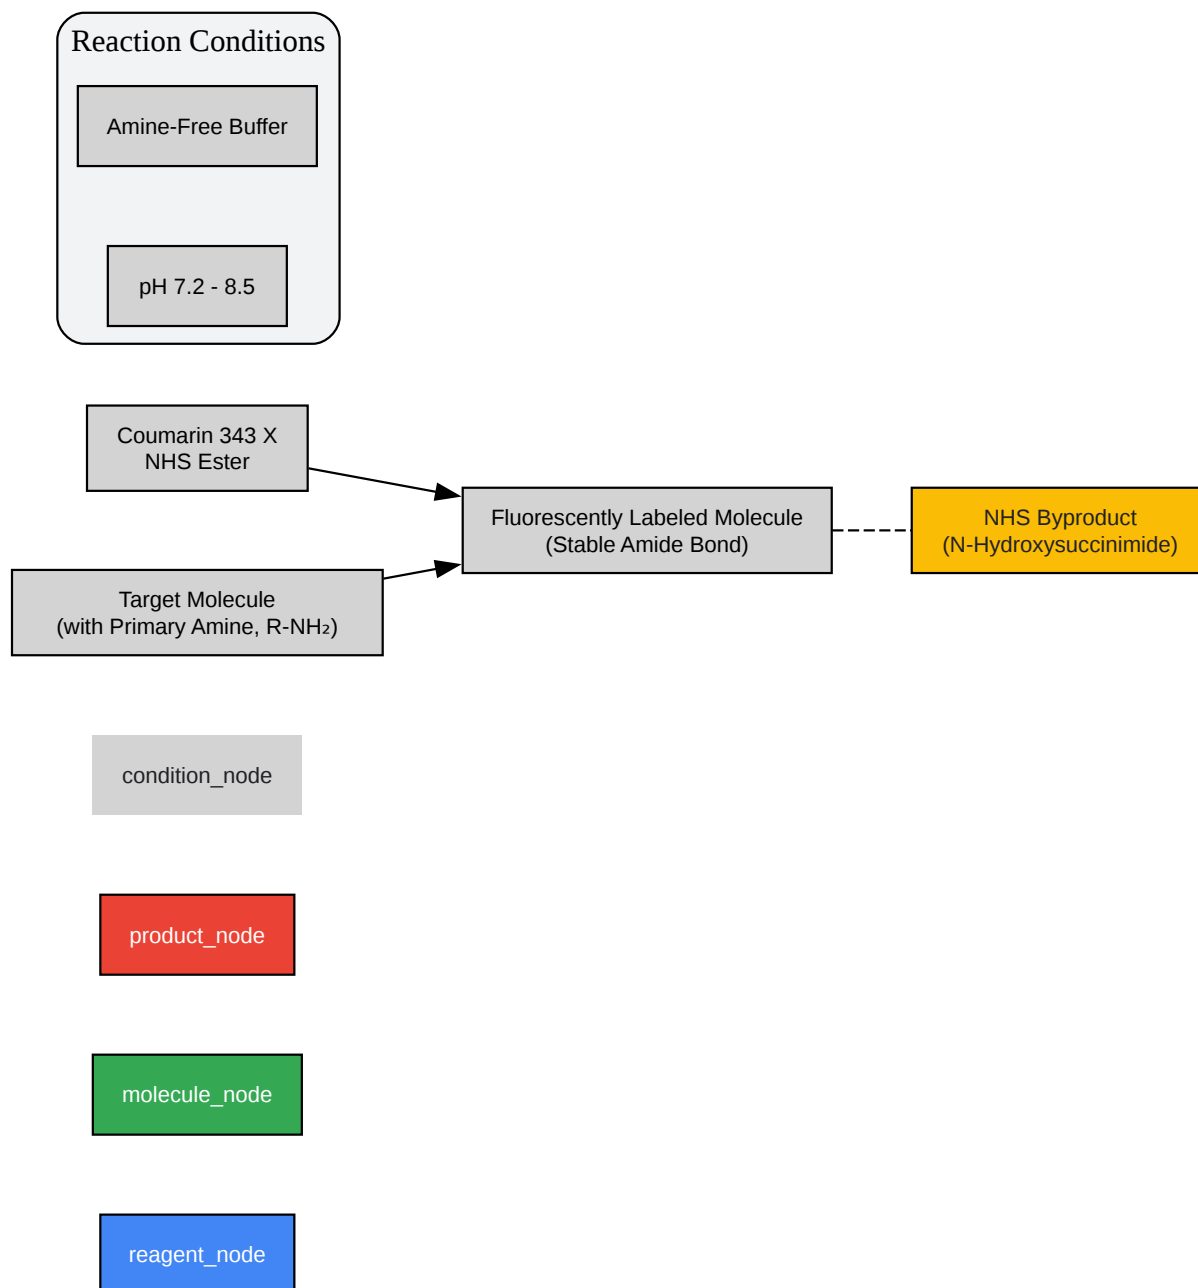 Reaction Conditions
Amine-Free Buffer
pH 7.2 - 8.5
Coumarin 343 X
NHS Ester
Fluorescently Labeled Molecule
(Stable Amide Bond)
NHS Byproduct
(N-Hydroxysuccinimide)
Target Molecule
(with Primary Amine, R-NH₂)
condition_node
product_node
molecule_node
reagent_node